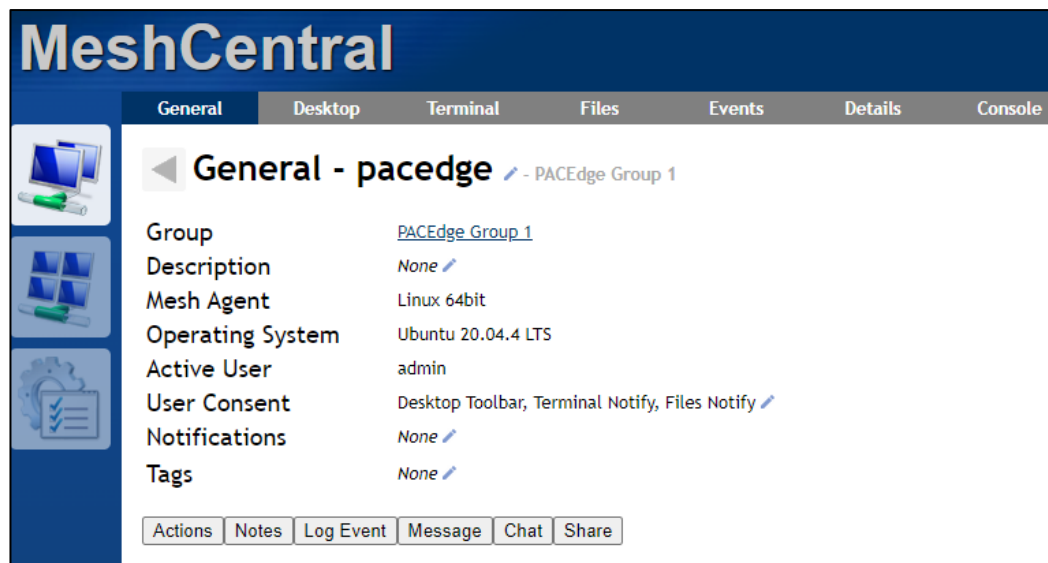 MeshCentral
General Desktop Terminal Files Events Details Console
General - pacedge - PACEdge Group 1
Group PACEdge Group 1
Description None
Mesh Agent Linux 64bit
Operating System Ubuntu 20.04.4 LTS
Active User admin
User Consent Desktop Toolbar, Terminal Notify, Files Notify
Notifications None
Tags None
Actions Notes Log Event Message Chat Share